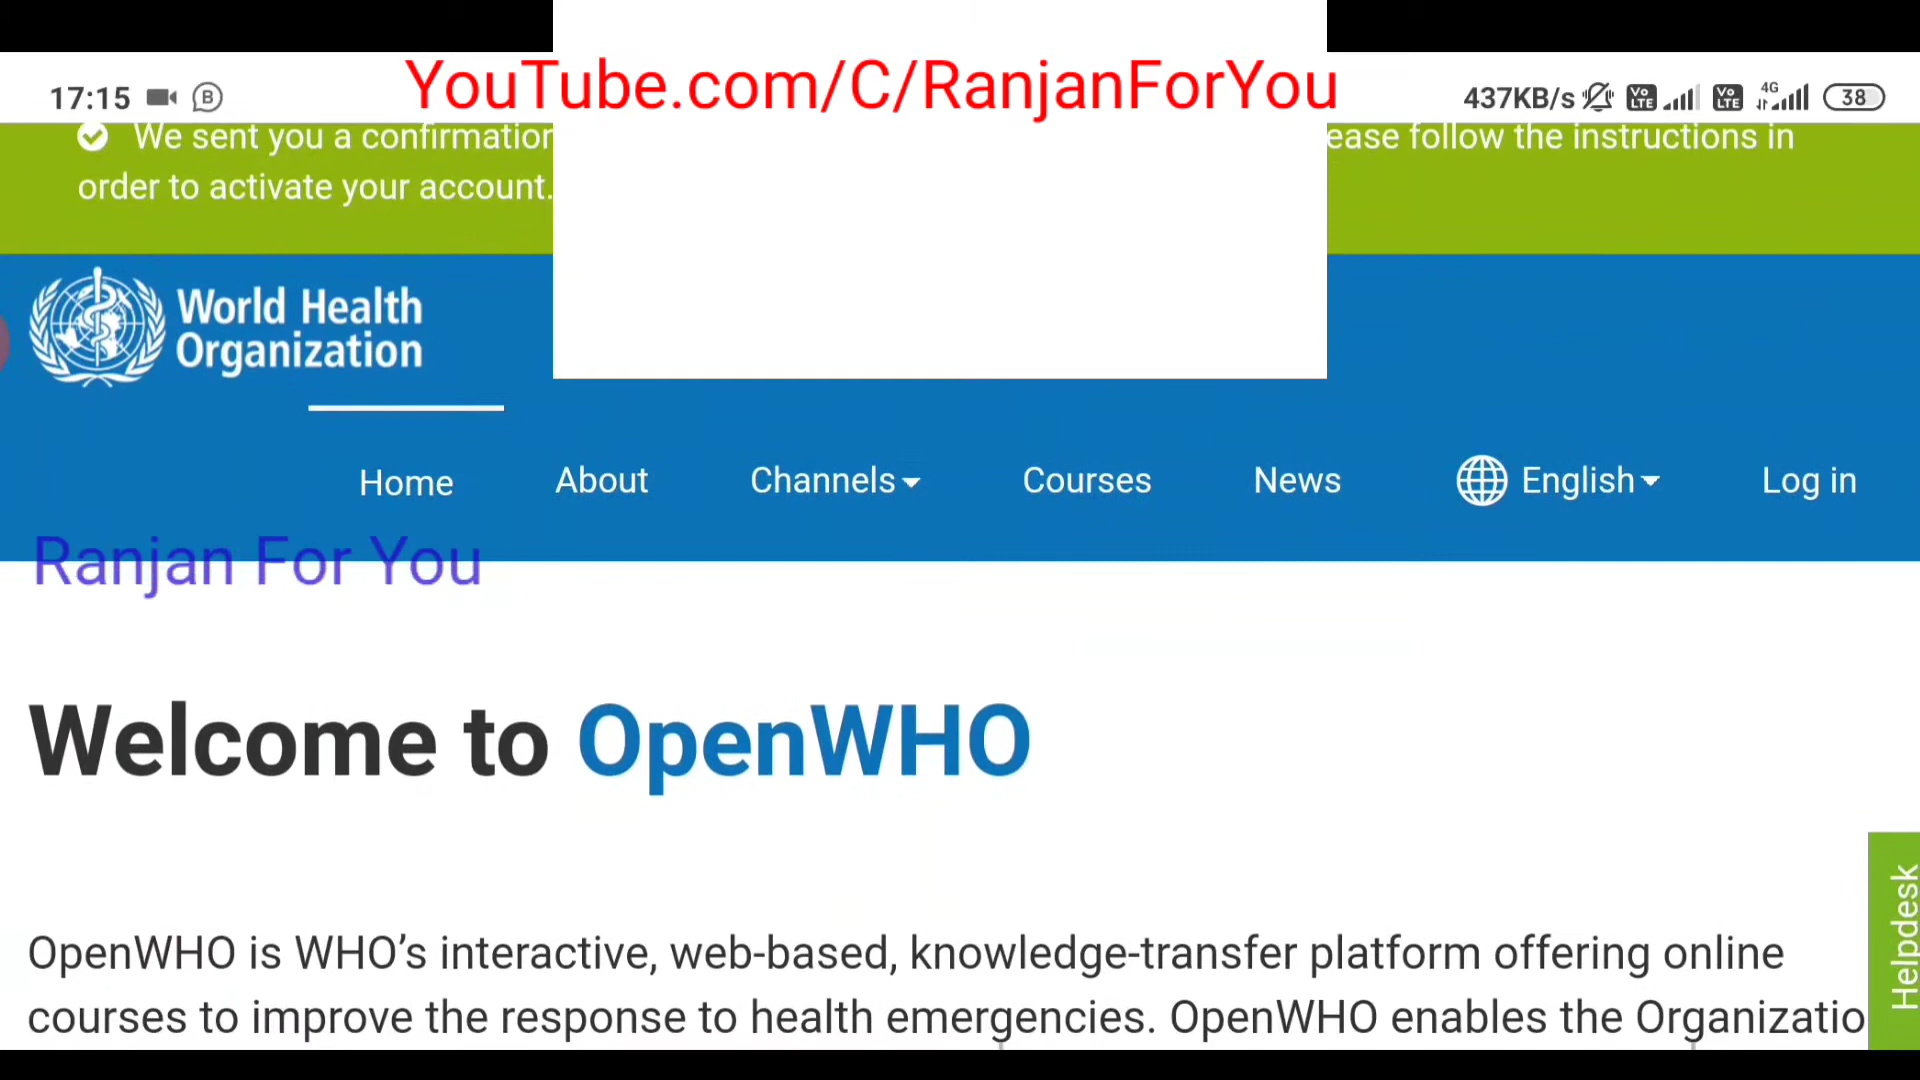 YouTube.com/C/RanjanForYou
17:15 437KB/s 4G 38
We sent you a confirmation ease follow the instructions in
order to activate your account.
World Health
Organization
Home About Channels Courses News English Log in
Ranjan For You
Welcome to OpenWHO
OpenWHO is WHO’s interactive, web-based, knowledge-transfer platform offering online
courses to improve the response to health emergencies. OpenWHO enables the Organizatio
Helpdesk